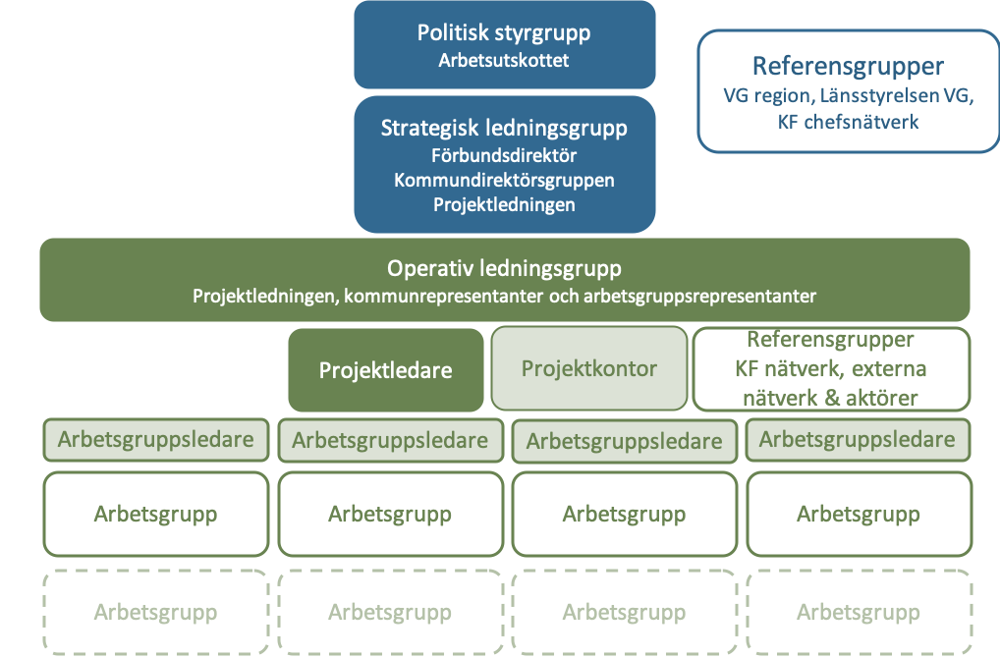 Politisk styrgrupp
Arbetsutskottet
Referensgrupper
VG region, Länsstyrelsen VG,
KF chefsnätverk
Strategisk ledningsgrupp
Förbundsdirektör
Kommundirektörsgruppen
Projektledningen
Operativ ledningsgrupp
Projektledningen, kommunrepresentanter och arbetsgruppsrepresentanter
Projektledare
Projektkontor
Referensgrupper
KF nätverk, externa
nätverk & aktörer
Arbetsgruppsledare
Arbetsgruppsledare
Arbetsgruppsledare
Arbetsgruppsledare
Arbetsgrupp
Arbetsgrupp
Arbetsgrupp
Arbetsgrupp
Arbetsgrupp
Arbetsgrupp
Arbetsgrupp
Arbetsgrupp